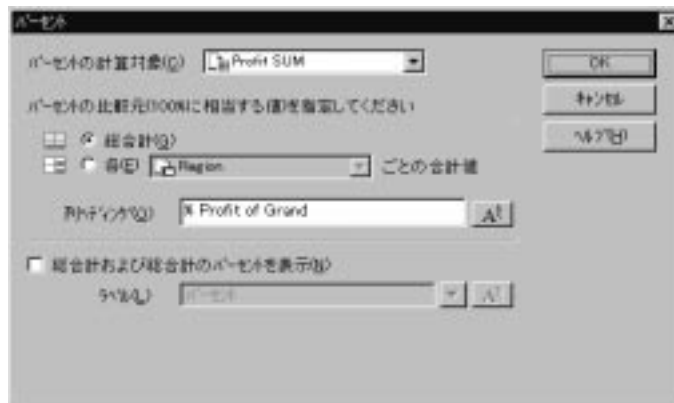 パーセント
パーセントの計算対象(C) Profit SUM
OK
キャンセル
ヘルプ(H)
パーセントの比較元(100%に相当する値)を指定してください
総合計(G)
各(E) Region ごとの合計値
列ヘディング(O) % Profit of Grand
総合計および総合計のパーセントを表示(N)
ラベル(L) パーセント